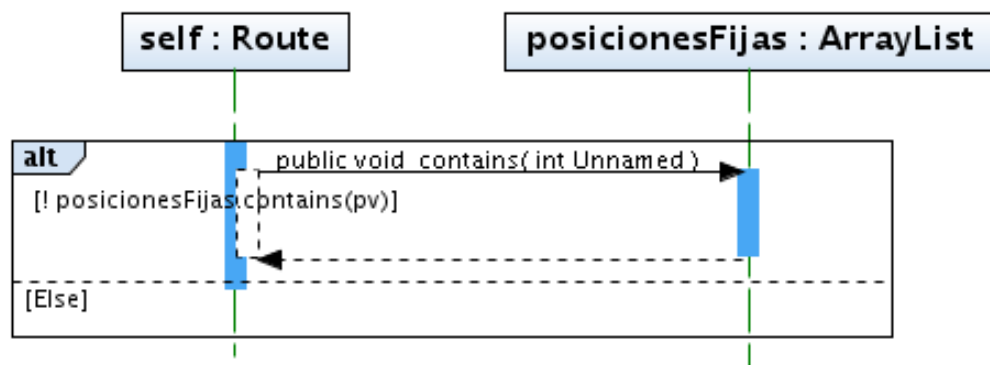 self : Route
posicionesFijas : ArrayList
alt
public void contains( int Unnamed )
[! posicionesFijas.contains(pv)]
[Else]